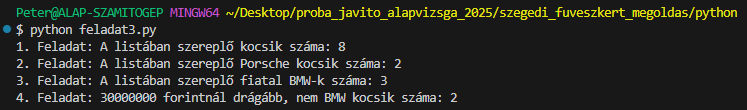 Peter@ALAP-SZAMITOGEP MINGW64 ~/Desktop/proba_javito_alapvizsga_2025/szegedi_fuveszkert_megoldas/python
$ python feladat3.py
1. Feladat: A listában szereplő kocsik száma: 8
2. Feladat: A listában szereplő Porsche kocsik száma: 2
3. Feladat: A listában szereplő fiatal BMW-k száma: 3
4. Feladat: 30000000 forintnál drágább, nem BMW kocsik száma: 2